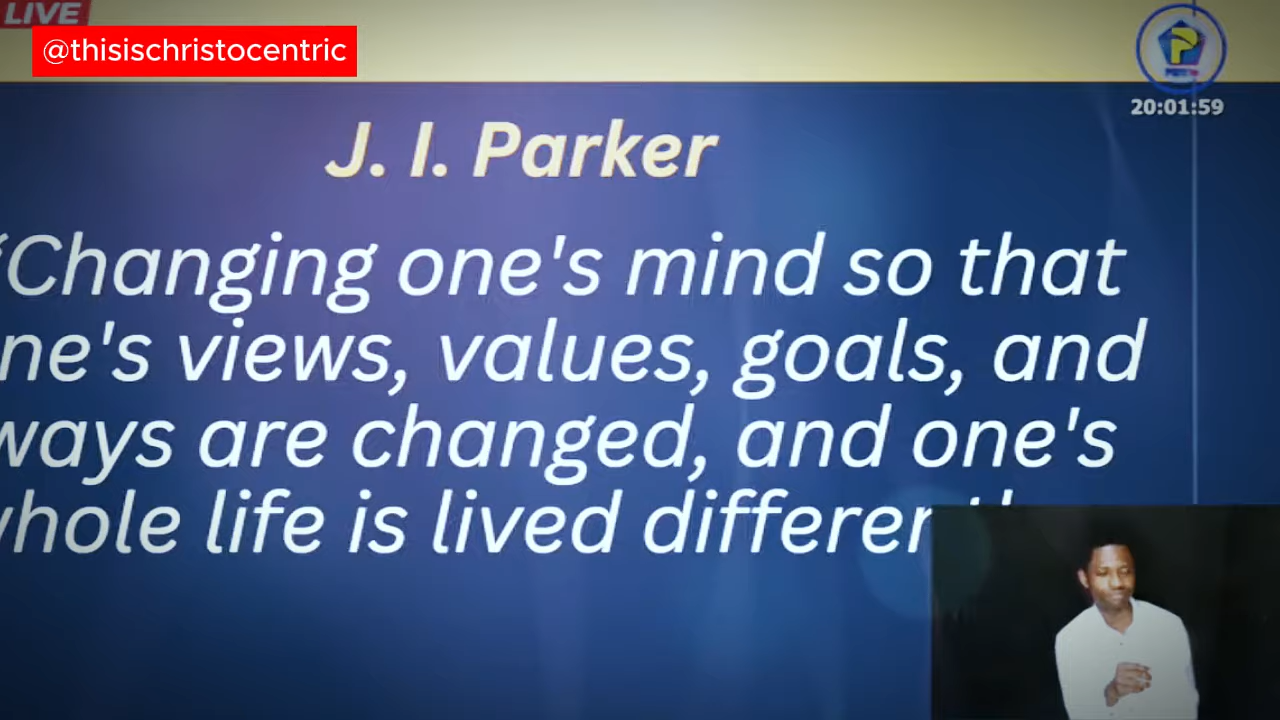 LIVE
@thisischristocentric
P
20:01:59
J. I. Parker
"Changing one's mind so that
ne's views, values, goals, and
ways are changed, and one's
whole life is lived differen